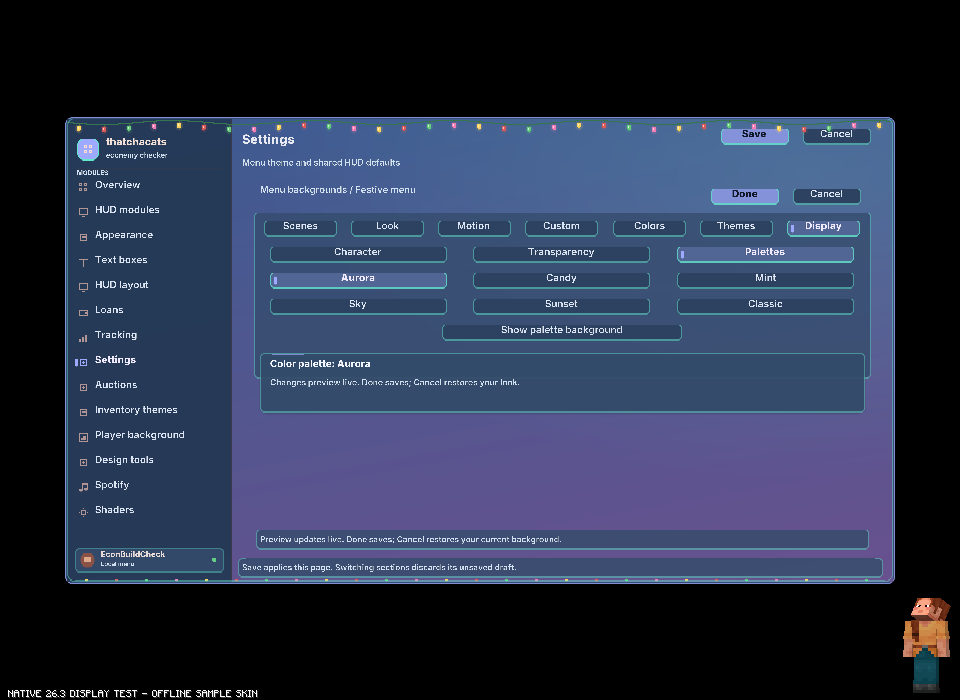 thatchacats
economy checker
MODULES
Overview
HUD modules
Appearance
Text boxes
HUD layout
Loans
Tracking
Settings
Auctions
Inventory themes
Player background
Design tools
Spotify
Shaders
EconBuildCheck
Local menu
Settings
Save
Cancel
Menu theme and shared HUD defaults
Menu backgrounds / Festive menu
Done
Cancel
Scenes
Look
Motion
Custom
Colors
Themes
Display
Character
Transparency
Palettes
Aurora
Candy
Mint
Sky
Sunset
Classic
Show palette background
Color palette: Aurora
Changes preview live. Done saves; Cancel restores your look.
Preview updates live. Done saves; Cancel restores your current background.
Save applies this page. Switching sections discards its unsaved draft.
NATIVE 26.3 DISPLAY TEST – OFFLINE SAMPLE SKIN